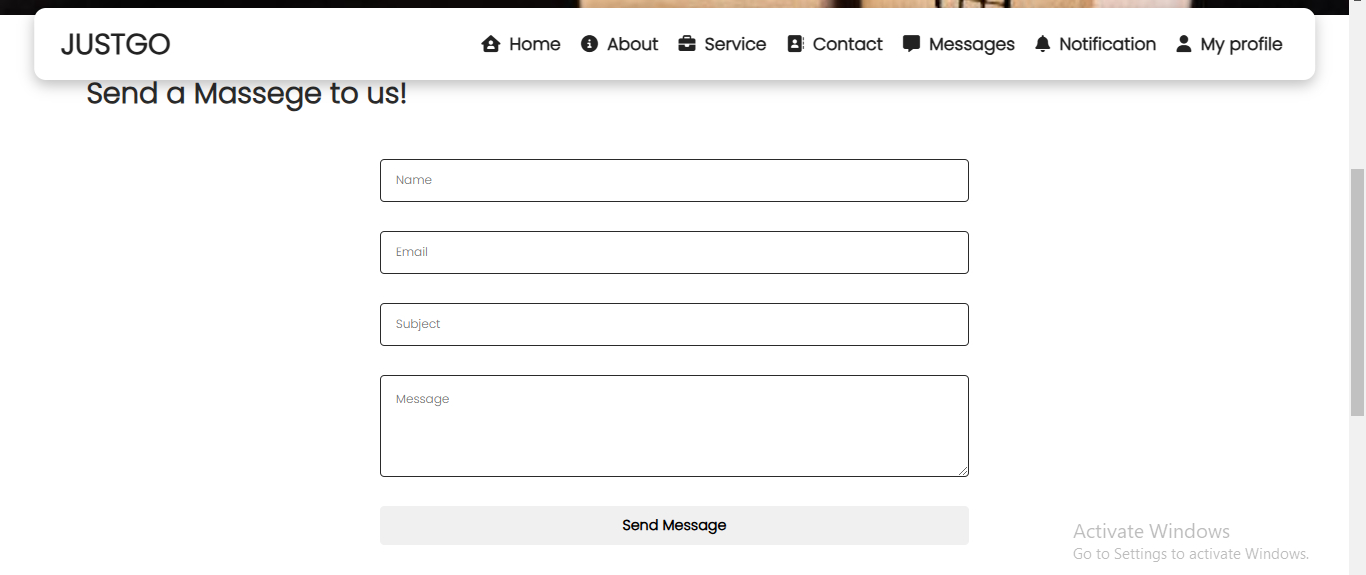 JUSTGO
Home About Service Contact Messages Notification My profile
Send a Massege to us!
Name
Email
Subject
Message
Send Message
Activate Windows
Go to Settings to activate Windows.